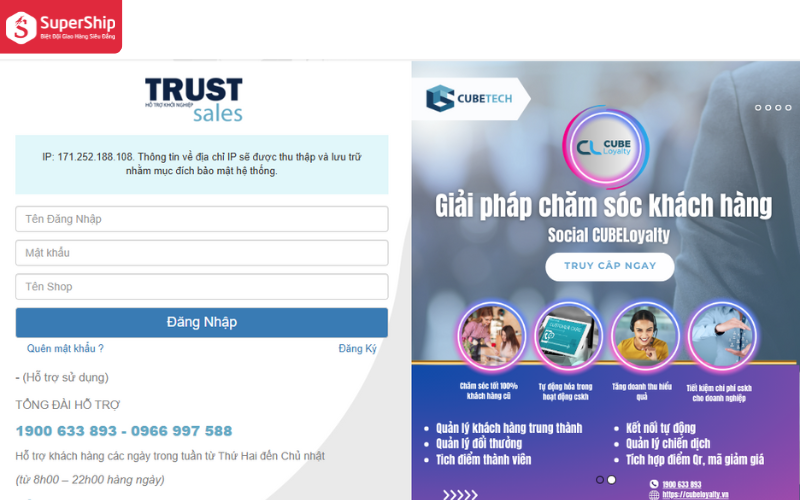 SuperShip
Biệt Đội Giao Hàng Siêu Đẳng
TRUST
HỖ TRỢ KHỞI NGHIỆP
sales
IP: 171.252.188.108. Thông tin về địa chỉ IP sẽ được thu thập và lưu trữ
nhằm mục đích bảo mật hệ thống.
Tên Đăng Nhập
Mật khẩu
Tên Shop
Đăng Nhập
Quên mật khẩu ?
Đăng Ký
- (Hỗ trợ sử dụng)
TỔNG ĐÀI HỖ TRỢ
1900 633 893 - 0966 997 588
Hỗ trợ khách hàng các ngày trong tuần từ Thứ Hai đến Chủ nhật
(từ 8h00 – 22h00 hàng ngày)
CUBETECH
CL CUBE
Loyalty
Giải pháp chăm sóc khách hàng
Social CUBELoyalty
TRUY CẬP NGAY
CUSTOMER CARE
Chăm sóc tốt 100%
khách hàng cũ
Tự động hóa trong
hoạt động cskh
Tăng doanh thu hiểu
quả
Tiết kiệm chi phí cskh
cho doanh nghiệp
Quản lý khách hàng trung thành
Quản lý đổi thưởng
Tích điểm thành viên
Kết nối tự động
Quản lý chiến dịch
Tích hợp điểm Qr, mã giảm giá
1900 633 893
https://cubeloyalty.vn